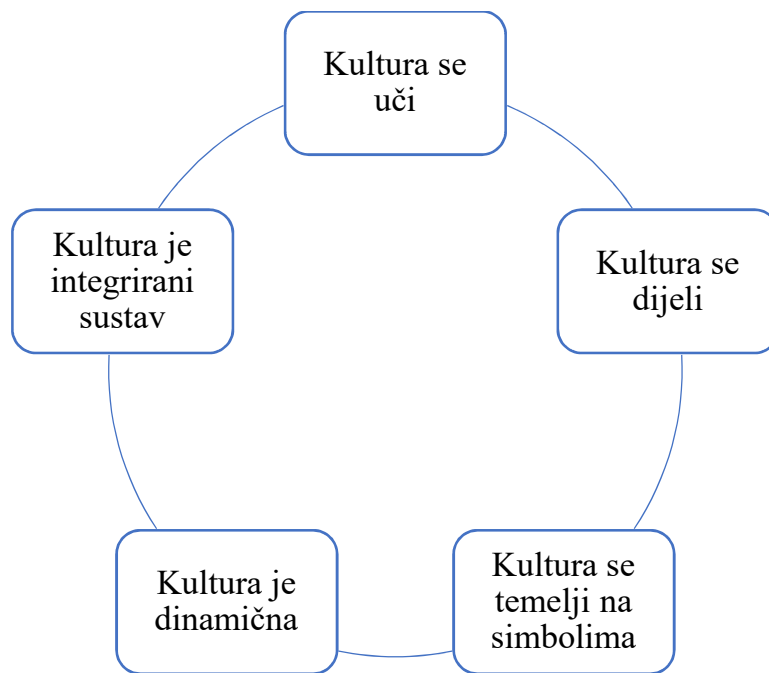 Kultura se
uči
Kultura se
dijeli
Kultura se
temelji na
simbolima
Kultura je
dinamična
Kultura je
integrirani
sustav